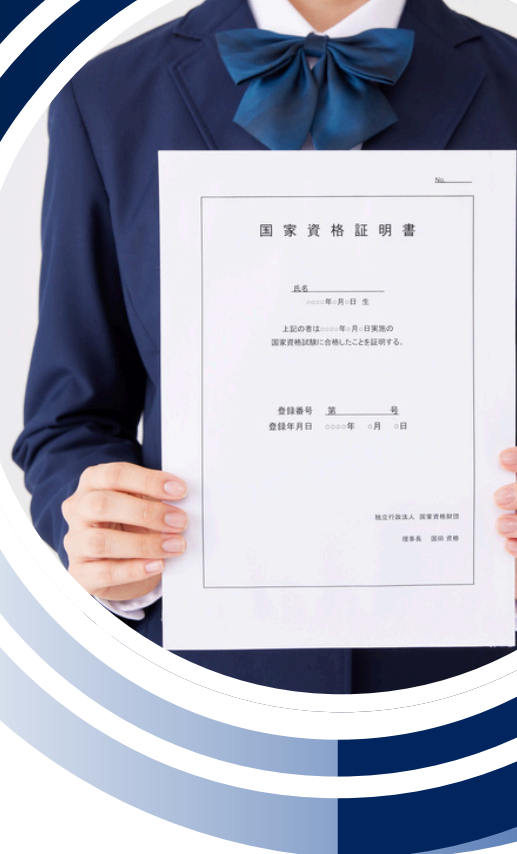 No.
国家資格証明書
氏名
○○○○年○月○日 生
上記の者は○○○○年○月○日実施の
国家資格試験に合格したことを証明する。
登録番号 第 号
登録年月日 ○○○○年 ○月 ○日
独立行政法人 国家資格財団
理事長 国田 資格